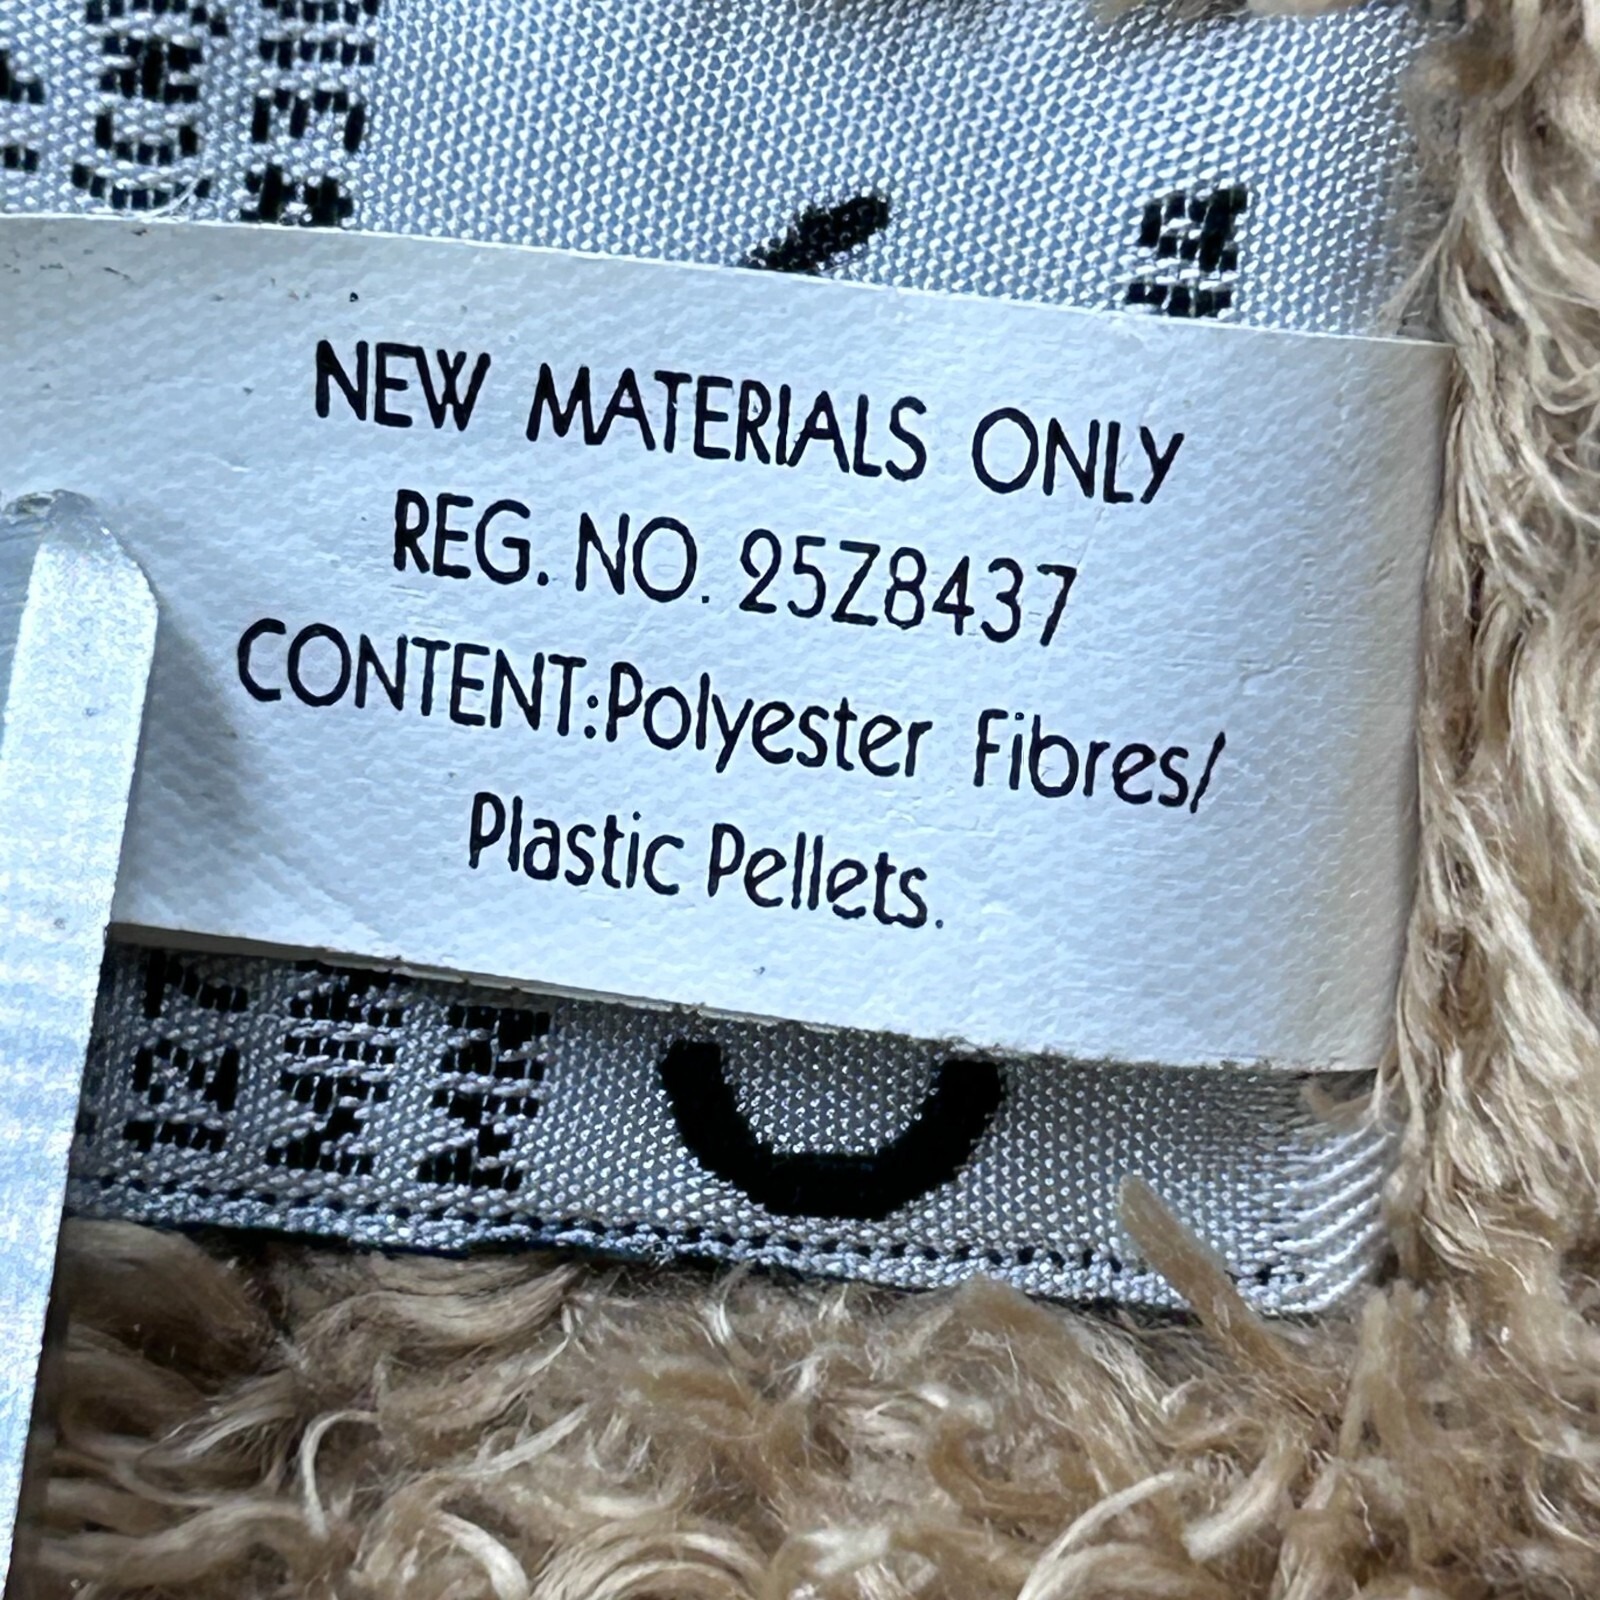 NEW MATERIALS ONLY
REG. NO. 25Z8437
CONTENT:Polyester Fibres/
Plastic Pellets.